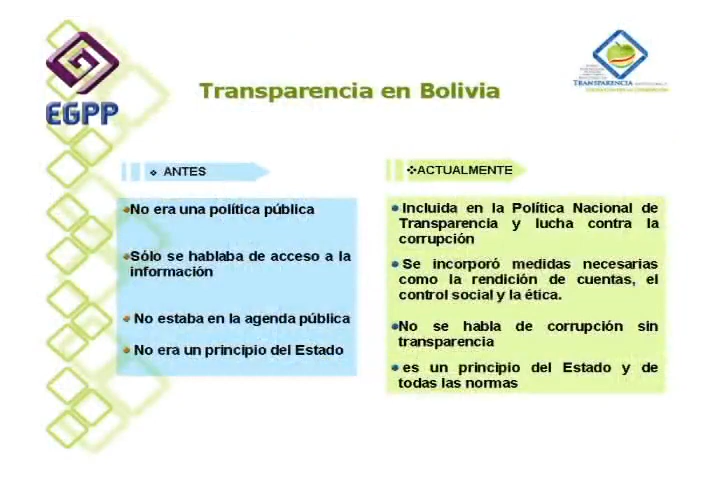 EGPP
TRANSPARENCIA
Transparencia en Bolivia
❖ ANTES
No era una política pública
Sólo se hablaba de acceso a la
información
No estaba en la agenda pública
No era un principio del Estado
❖ACTUALMENTE
Incluida en la Política Nacional de
Transparencia y lucha contra la
corrupción
Se incorporó medidas necesarias
como la rendición de cuentas, el
control social y la ética.
No se habla de corrupción sin
transparencia
es un principio del Estado y de
todas las normas